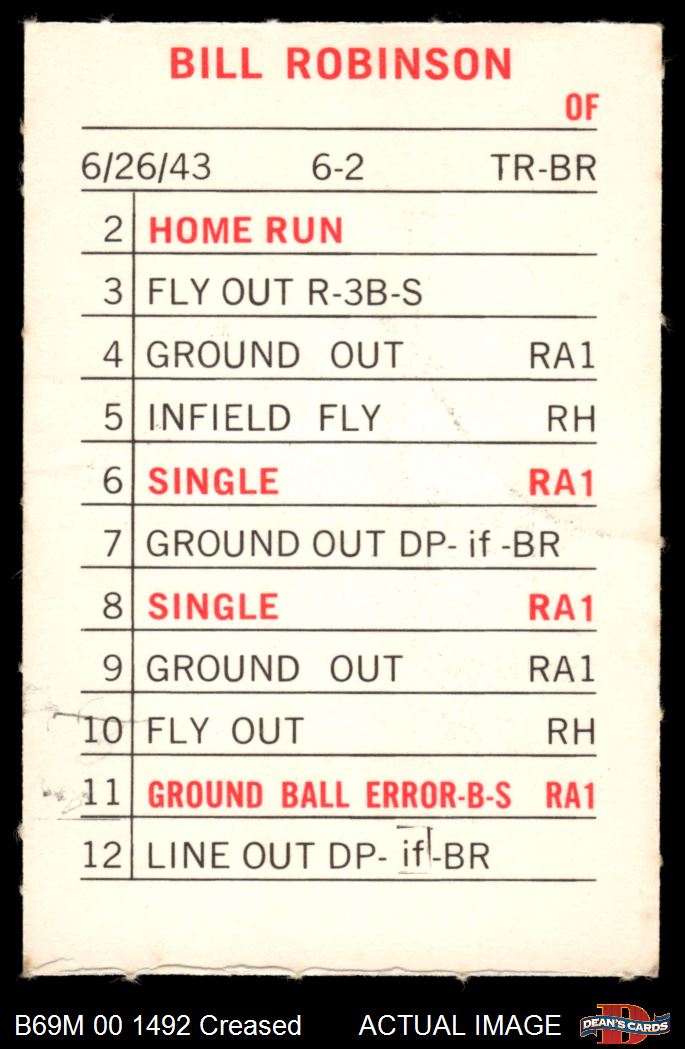 BILL ROBINSON
OF
6/26/43 6-2 TR-BR
2 HOME RUN
3 FLY OUT R-3B-S
4 GROUND OUT RA1
5 INFIELD FLY RH
6 SINGLE RA1
7 GROUND OUT DP- if -BR
8 SINGLE RA1
9 GROUND OUT RA1
10 FLY OUT RH
11 GROUND BALL ERROR-B-S RA1
12 LINE OUT DP- if -BR
B69M 00 1492 Creased ACTUAL IMAGE D DEAN'S CARDS